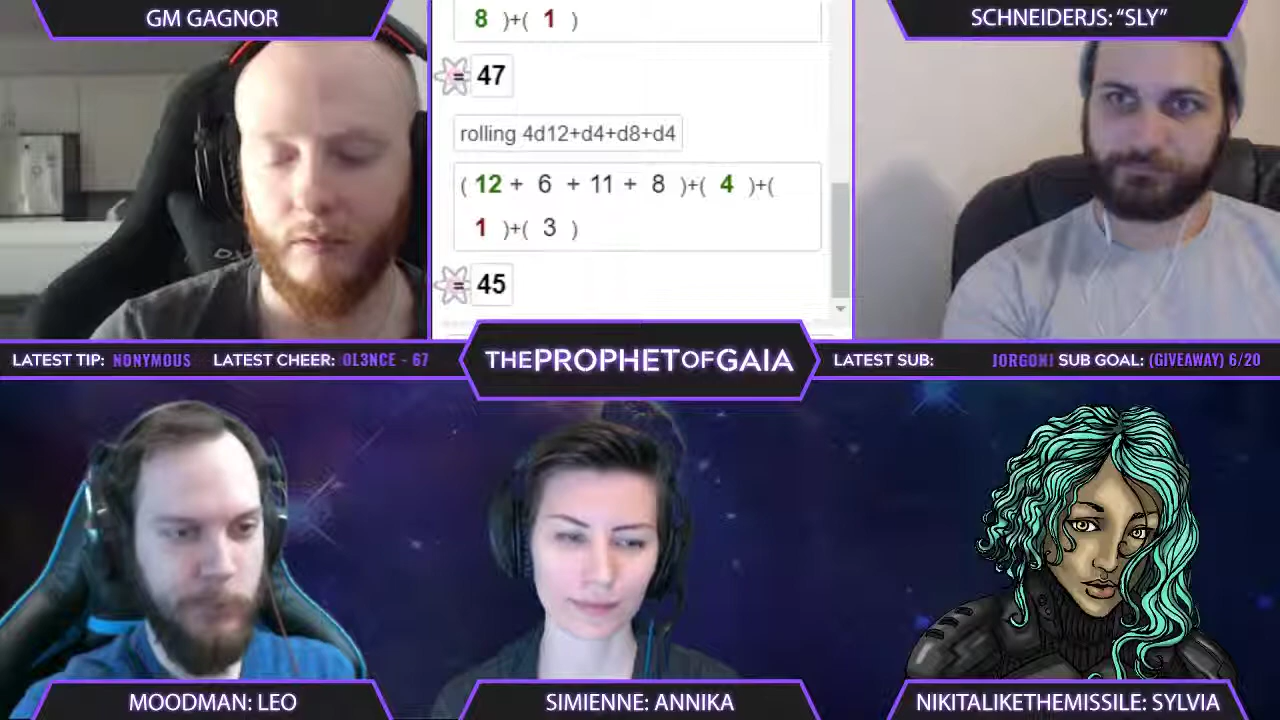 GM GAGNOR
8 )+( 1 )
SCHNEIDERJS: “SLY”
= 47
rolling 4d12+d4+d8+d4
( 12 + 6 + 11 + 8 )+( 4 )+(
1 )+( 3 )
= 45
LATEST TIP: NONYMOUS LATEST CHEER: OL3NCE - 67
THEPROPHETOFGAIA
LATEST SUB: JORGON! SUB GOAL: (GIVEAWAY) 6/20
MOODMAN: LEO
SIMIENNE: ANNIKA
NIKITALIKETHEMISSILE: SYLVIA